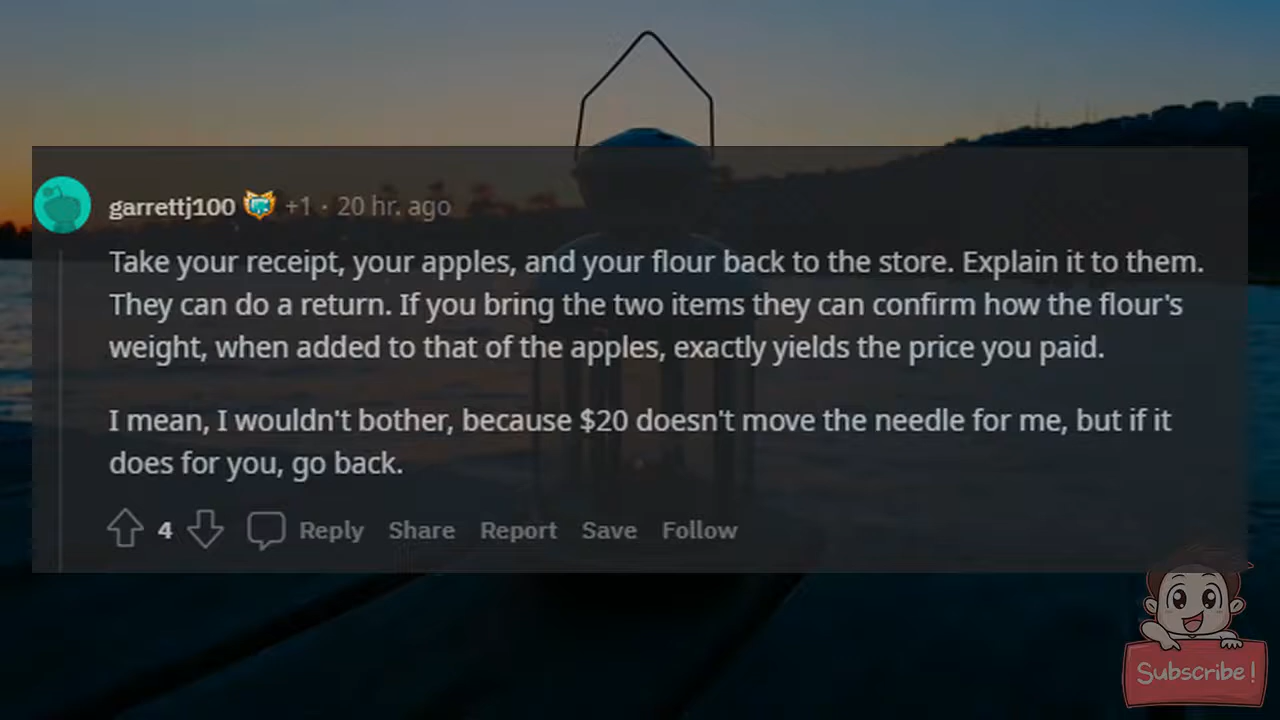 garrettj100 +1 · 20 hr. ago
Take your receipt, your apples, and your flour back to the store. Explain it to them.
They can do a return. If you bring the two items they can confirm how the flour's
weight, when added to that of the apples, exactly yields the price you paid.
I mean, I wouldn't bother, because $20 doesn't move the needle for me, but if it
does for you, go back.
4 Reply Share Report Save Follow
Subscribe!